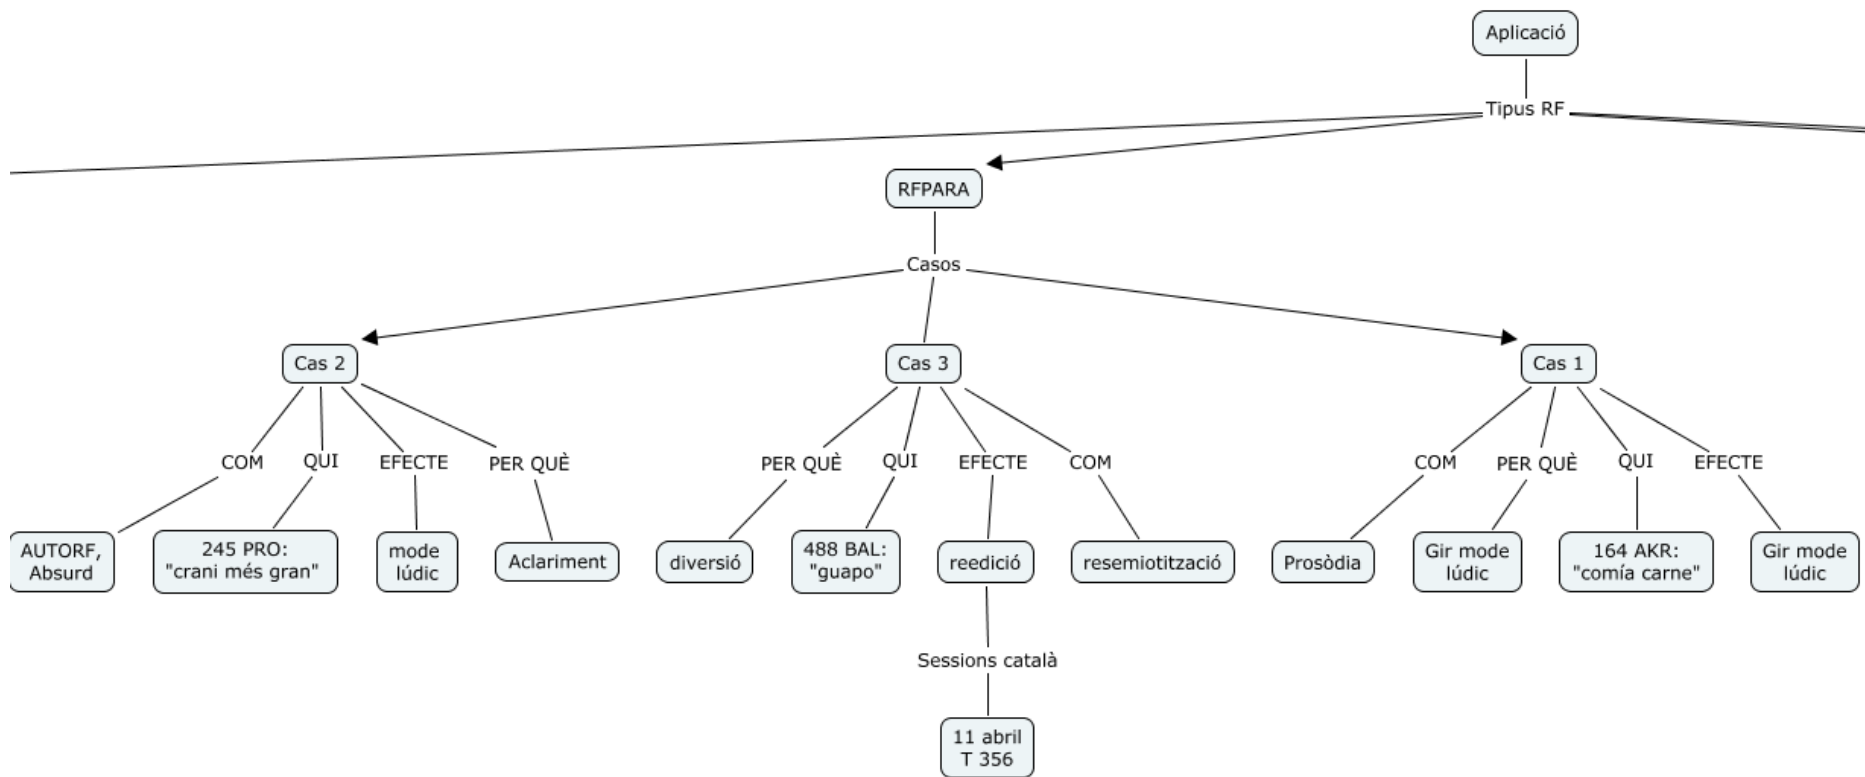 Aplicació
Tipus RF
RFPARA
Casos
Cas 2
Cas 3
Cas 1
COM
QUI
EFECTE
PER QUÈ
PER QUÈ
QUI
EFECTE
COM
COM
PER QUÈ
QUI
EFECTE
AUTORF,
Absurd
245 PRO:
"crani més gran"
mode
lúdic
Aclariment
diversió
488 BAL:
"guapo"
reedició
resemiotització
Prosòdia
Gir mode
lúdic
164 AKR:
"comía carne"
Gir mode
lúdic
Sessions català
11 abril
T 356